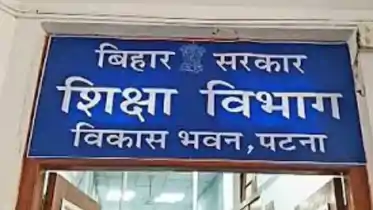 बिहार सरकार
शिक्षा विभाग
विकास भवन, पटना